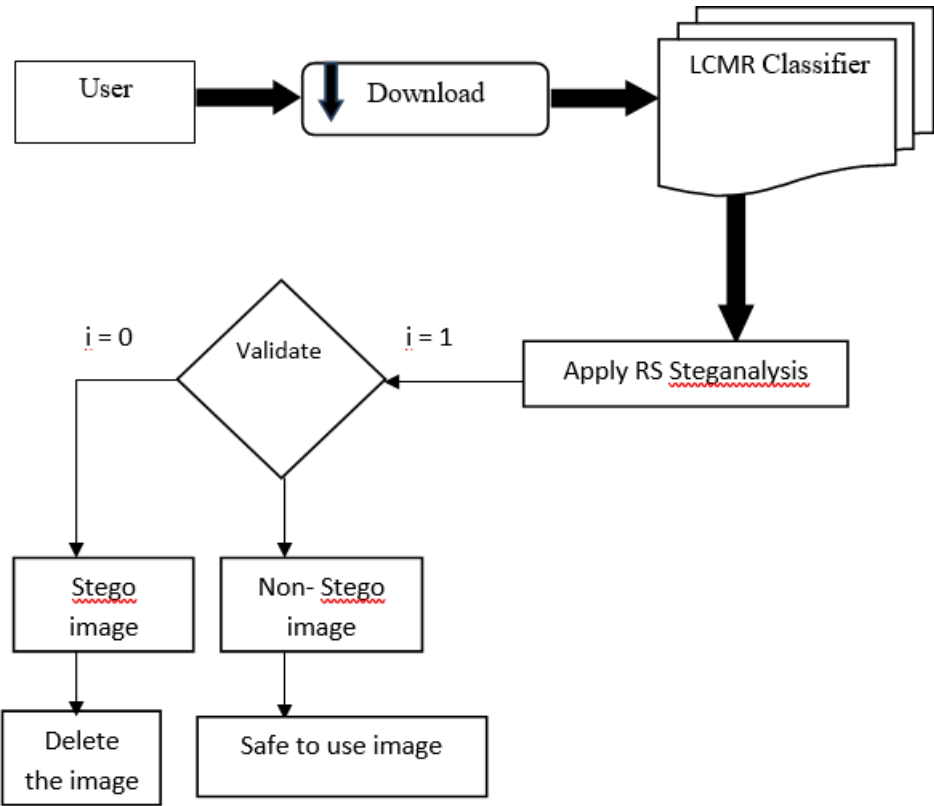 User
Download
LCMR Classifier
i = 0
Validate
i = 1
Apply RS Steganalysis
Stego
image
Non- Stego
image
Delete
the image
Safe to use image